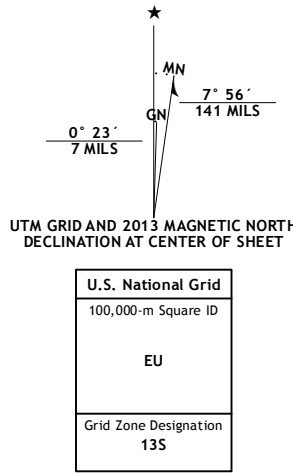 ★
MN
GN
7° 56´
141 MILS
0° 23´
7 MILS
UTM GRID AND 2013 MAGNETIC NORTH
DECLINATION AT CENTER OF SHEET
U.S. National Grid
100,000-m Square ID
EU
Grid Zone Designation
13S